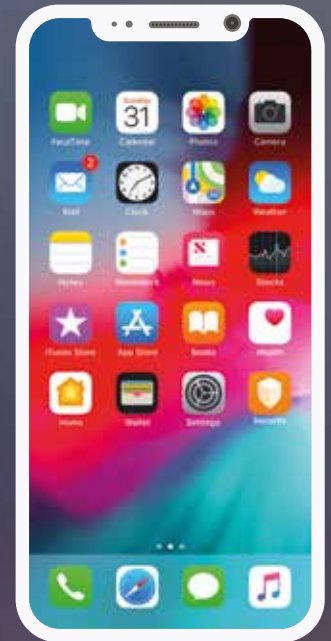 FaceTime Calendar Photos Camera
Sunday
31
2
Mail Clock Maps Weather
Notes Reminders News Stocks
iTunes Store App Store Books Health
Home Wallet Settings Security